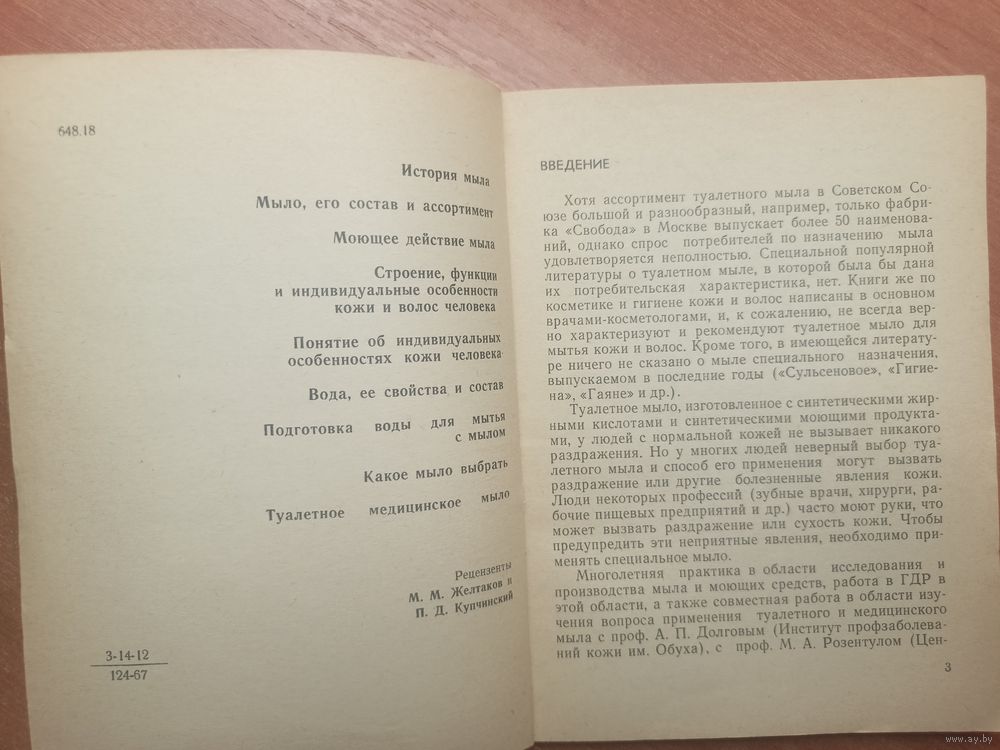 648.18
История мыла
Мыло, его состав и ассортимент
Моющее действие мыла
Строение, функции
и индивидуальные особенности
кожи и волос человека
Понятие об индивидуальных
особенностях кожи человека
Вода, ее свойства и состав
Подготовка воды для мытья
с мылом
Какое мыло выбрать
Туалетное медицинское мыло
Рецензенты
М. М. Желтаков и
П. Д. Купчинский
3-14-12
124-67
ВВЕДЕНИЕ
Хотя ассортимент туалетного мыла в Советском Со-
юзе большой и разнообразный, например, только фабри-
ка «Свобода» в Москве выпускает более 50 наименова-
ний, однако спрос потребителей по назначению мыла
удовлетворяется неполностью. Специальной популярной
литературы о туалетном мыле, в которой была бы дана
их потребительская характеристика, нет. Книги же по
косметике и гигиене кожи и волос написаны в основном
врачами-косметологами, и, к сожалению, не всегда вер-
но характеризуют и рекомендуют туалетное мыло для
мытья кожи и волос. Кроме того, в имеющейся литерату-
ре ничего не сказано о мыле специального назначения,
выпускаемом в последние годы («Сульсеновое», «Гигие-
на», «Гаяне» и др.).
Туалетное мыло, изготовленное с синтетическими жир-
ными кислотами и синтетическими моющими продукта-
ми, у людей с нормальной кожей не вызывает никакого
раздражения. Но у многих людей неверный выбор туа-
летного мыла и способ его применения могут вызвать
раздражение или другие болезненные явления кожи.
Люди некоторых профессий (зубные врачи, хирурги, ра-
бочие пищевых предприятий и др.) часто моют руки, что
может вызвать раздражение или сухость кожи. Чтобы
предупредить эти неприятные явления, необходимо при-
менять специальное мыло.
Многолетняя практика в области исследования и
производства мыла и моющих средств, работа в ГДР в
этой области, а также совместная работа в области изу-
чения вопроса применения туалетного и медицинского
мыла с проф. А. П. Долговым (Институт профзаболева-
ний кожи им. Обуха), с проф. М. А. Розентулом (Цен-
3
www.ay.by